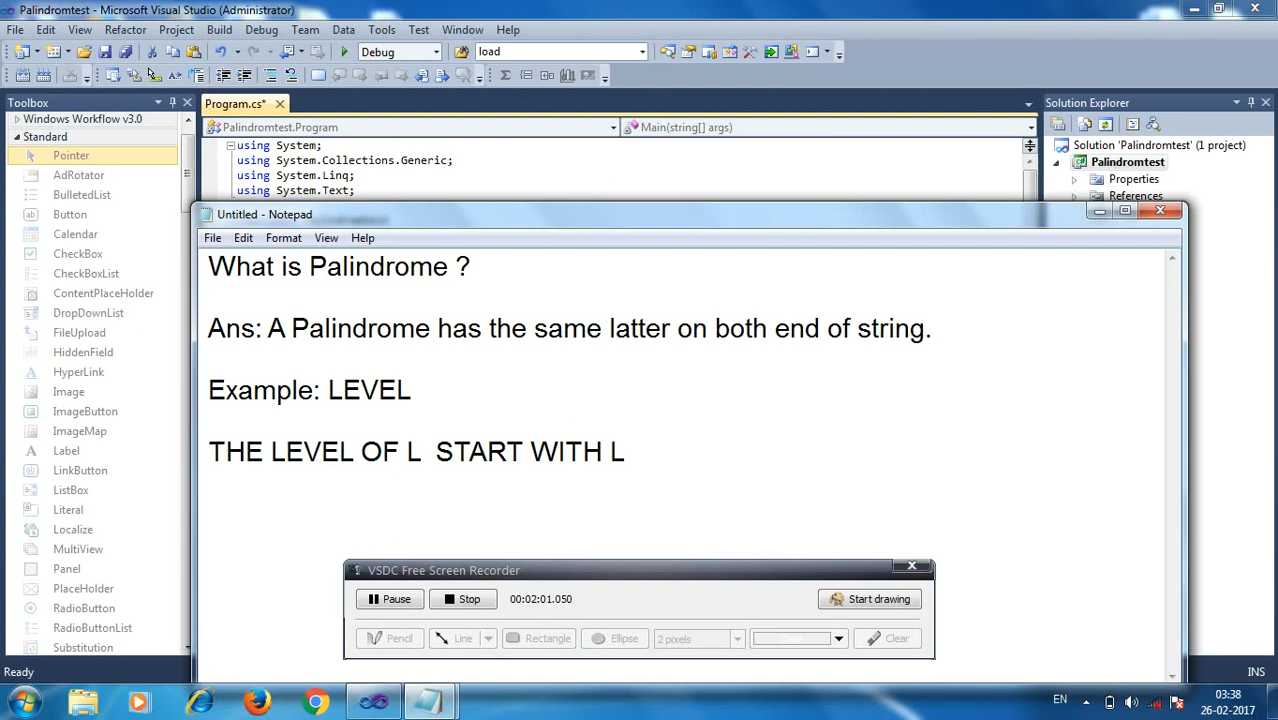 Palindromtest - Microsoft Visual Studio (Administrator)
File Edit View Refactor Project Build Debug Team Data Tools Test Window Help
Debug load
Toolbox
Windows Workflow v3.0
Standard
Pointer
AdRotator
BulletedList
Button
Calendar
CheckBox
CheckBoxList
ContentPlaceHolder
DropDownList
FileUpload
HiddenField
HyperLink
Image
ImageButton
ImageMap
Label
LinkButton
ListBox
Literal
Localize
MultiView
Panel
PlaceHolder
RadioButton
RadioButtonList
Substitution
Program.cs*
Palindromtest.Program Main(string[] args)
using System;
using System.Collections.Generic;
using System.Linq;
using System.Text;
Solution Explorer
Solution 'Palindromtest' (1 project)
Palindromtest
Properties
References
Untitled - Notepad
File Edit Format View Help
What is Palindrome ?
Ans: A Palindrome has the same latter on both end of string.
Example: LEVEL
THE LEVEL OF L  START WITH L
VSDC Free Screen Recorder
Pause Stop 00:02:01.050 Start drawing
Pencil Line Rectangle Ellipse 2 pixels Clear
Ready INS
EN 03:38
26-02-2017